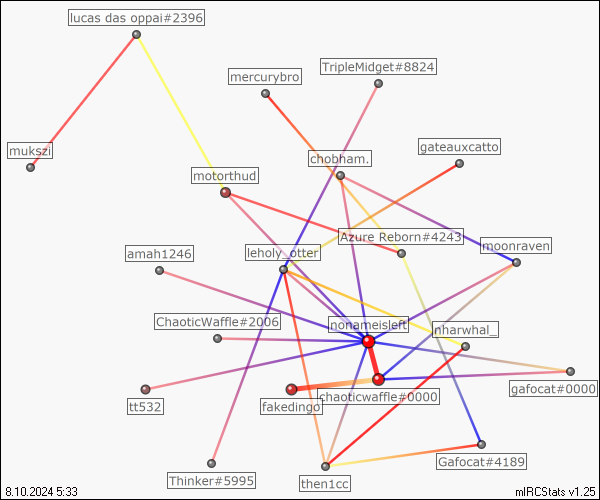 lucas das oppai#2396
TripleMidget#8824
mercurybro
gateauxcatto
mukszi
chobham.
motorthud
Azure Reborn#4243
moonraven
amah1246
leholy_otter
ChaoticWaffle#2006
nonameisleft
nharwhal_
gafocat#0000
chaoticwaffle#0000
tt532
fakedingo
Gafocat#4189
Thinker#5995
then1cc
8.10.2024 5:33
mIRCStats v1.25